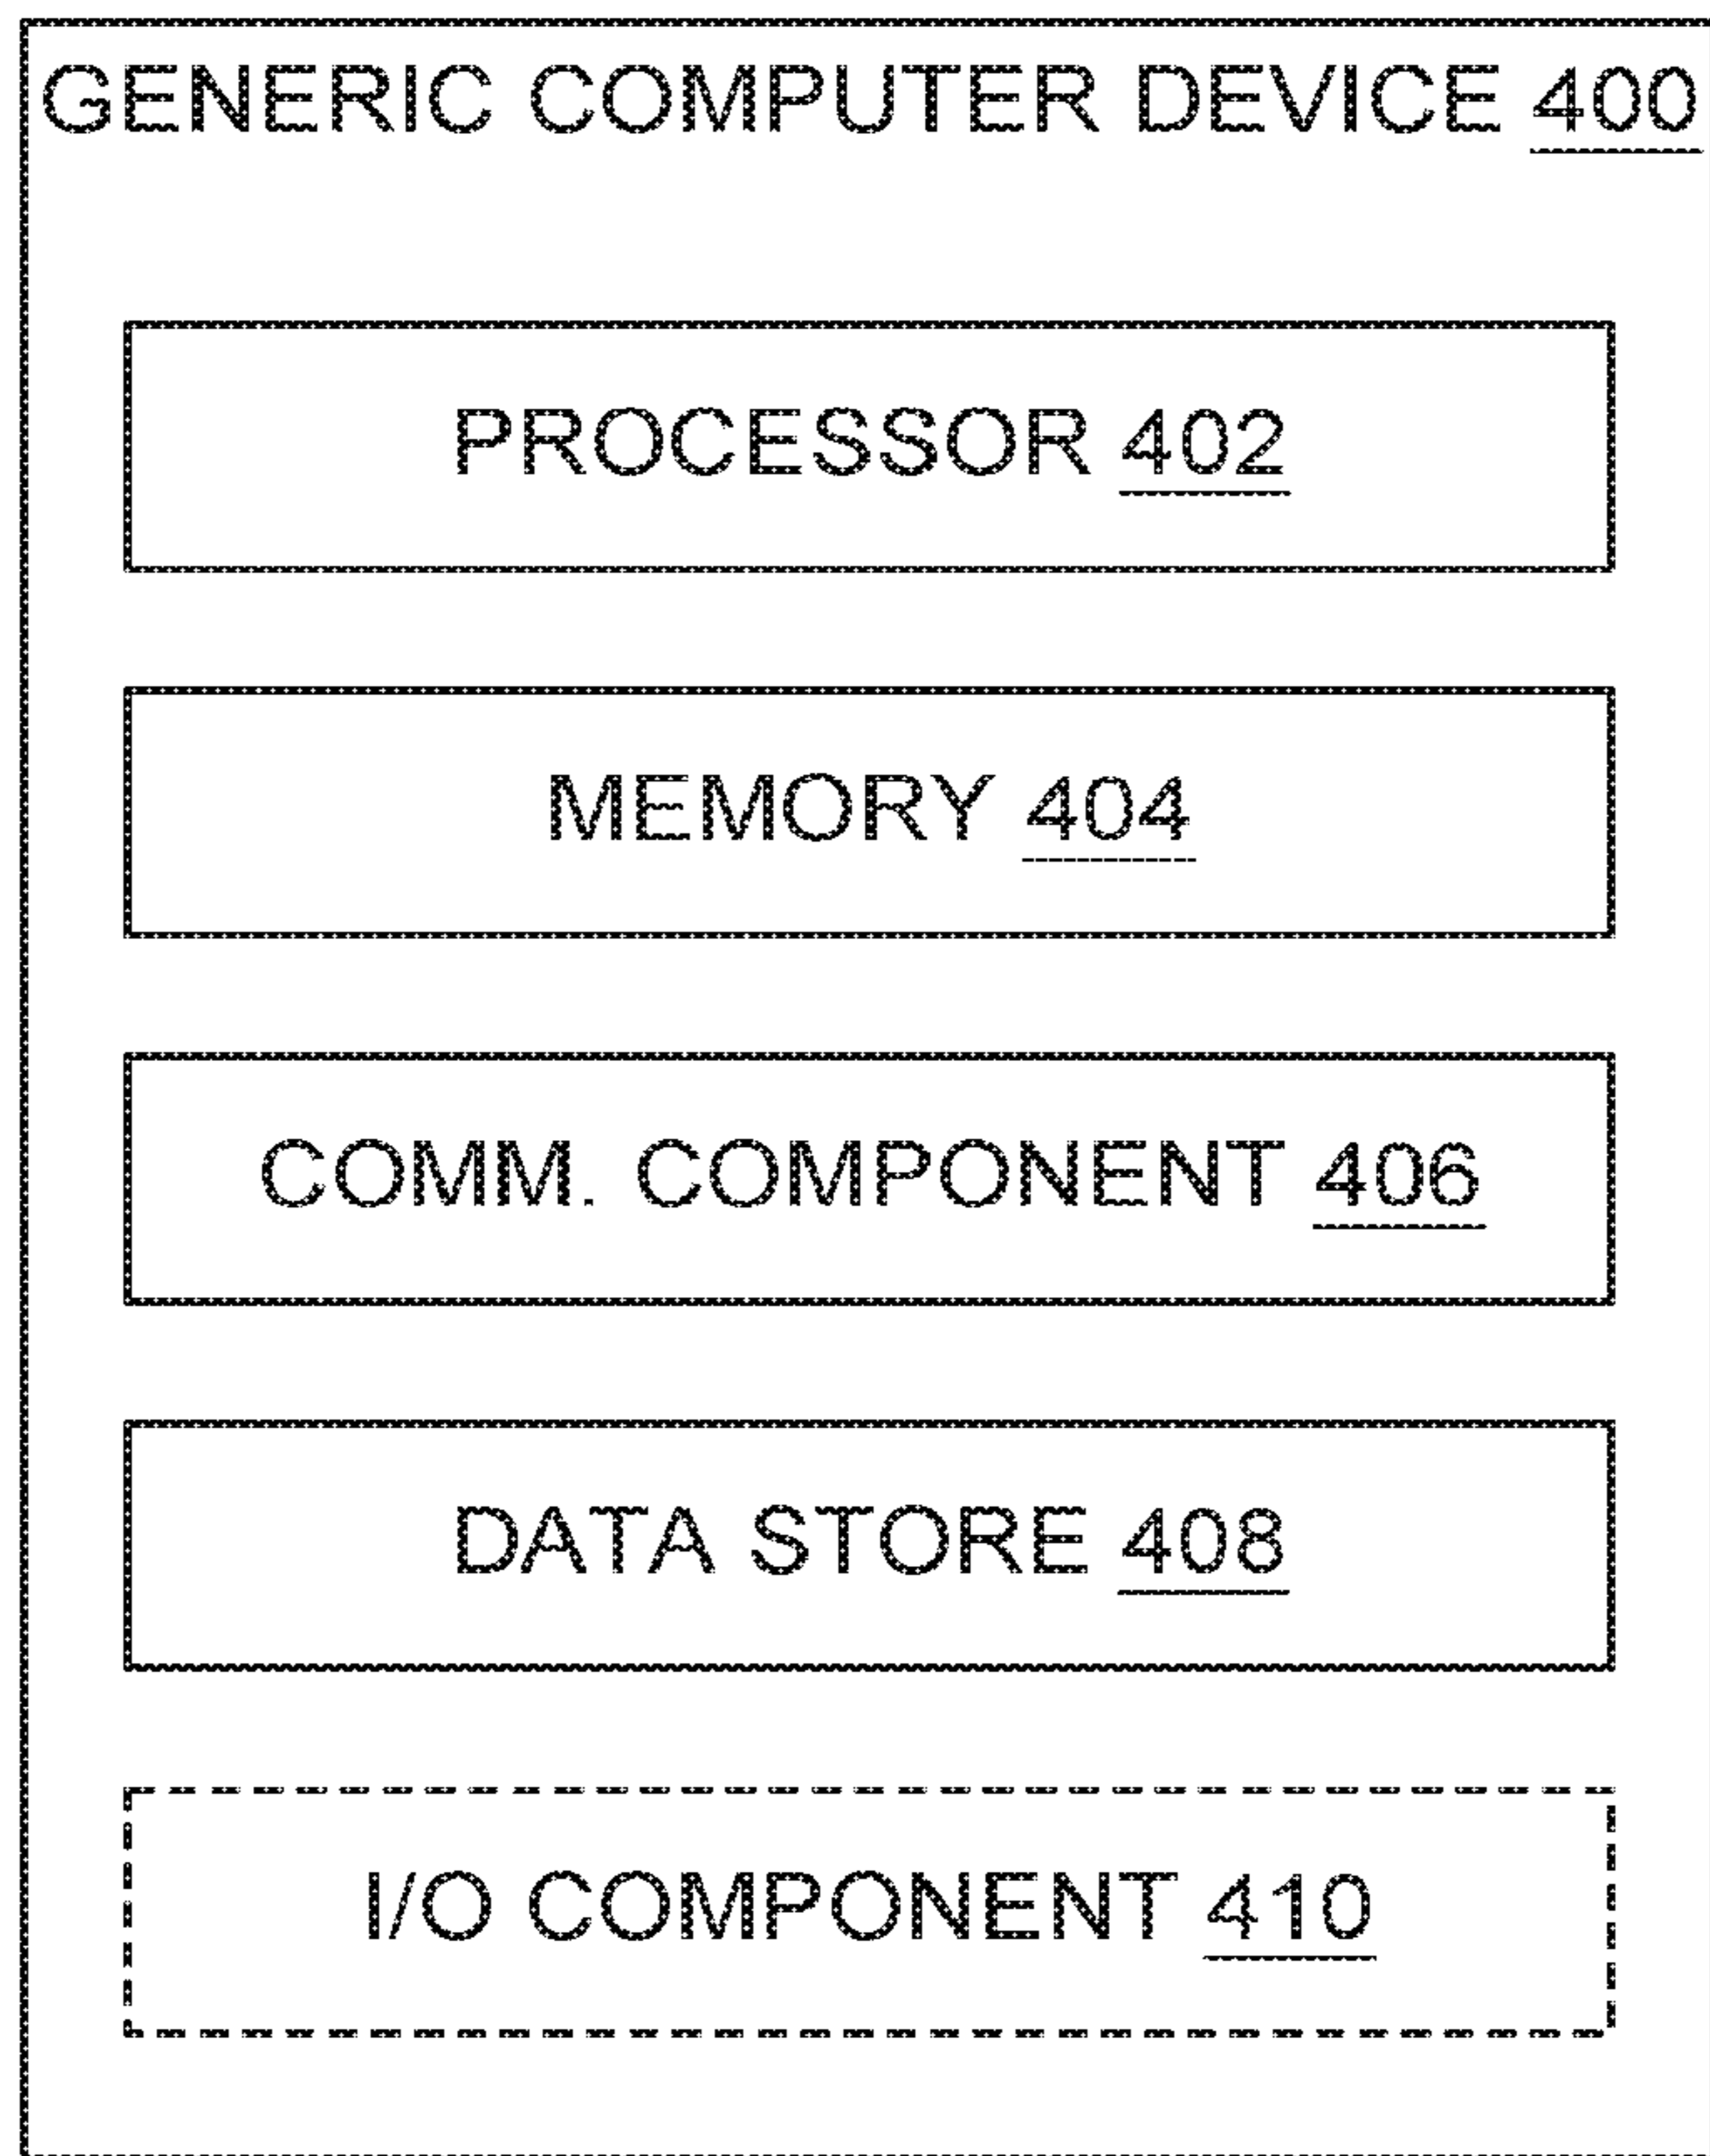 GENERIC COMPUTER DEVICE 400
PROCESSOR 402
MEMORY 404
COMM. COMPONENT 406
DATA STORE 408
I/O COMPONENT 410